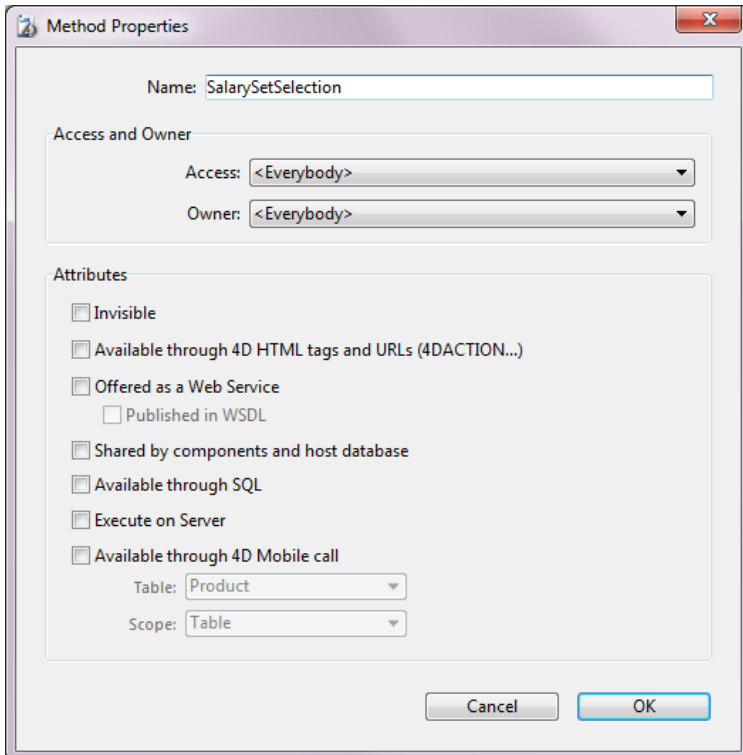 Method Properties
Name: SalarySetSelection
Access and Owner
Access: <Everybody>
Owner: <Everybody>
Attributes
Invisible
Available through 4D HTML tags and URLs (4DACTION...)
Offered as a Web Service
Published in WSDL
Shared by components and host database
Available through SQL
Execute on Server
Available through 4D Mobile call
Table: Product
Scope: Table
Cancel OK